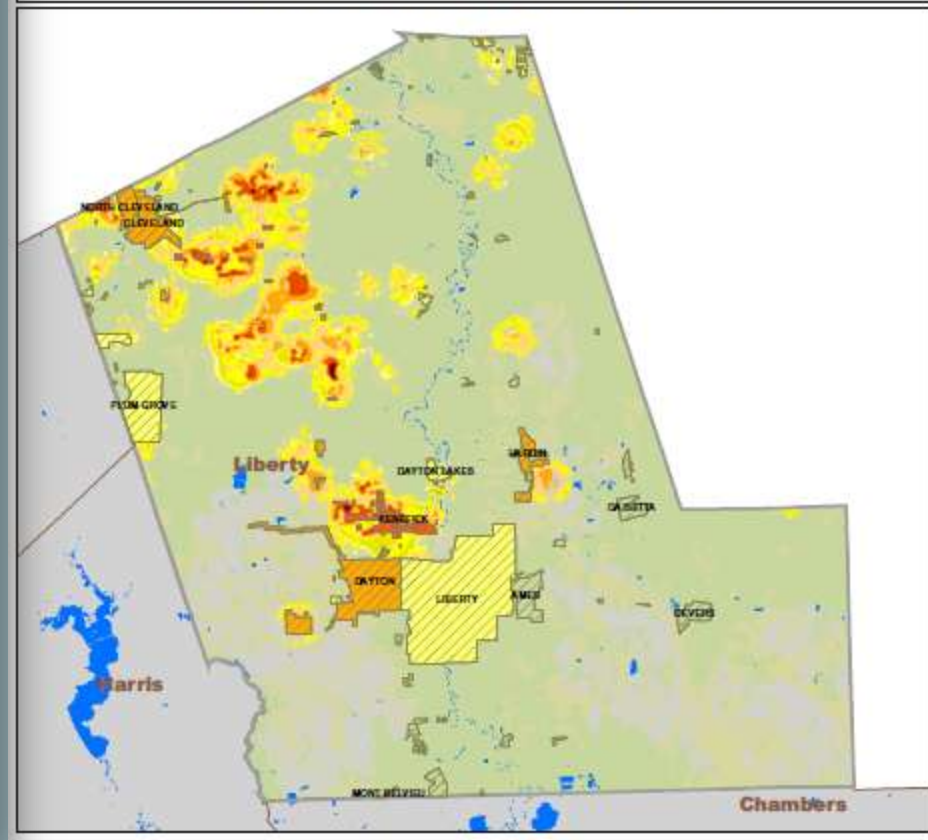 NORTH CLEVELAND
CLEVELAND
PLUM GROVE
Liberty
DAYTON LAKES
HARDIN
KENEFICK
DAISETTA
DAYTON
LIBERTY
AMES
DEVERS
Harris
MONT BELVIEU
Chambers